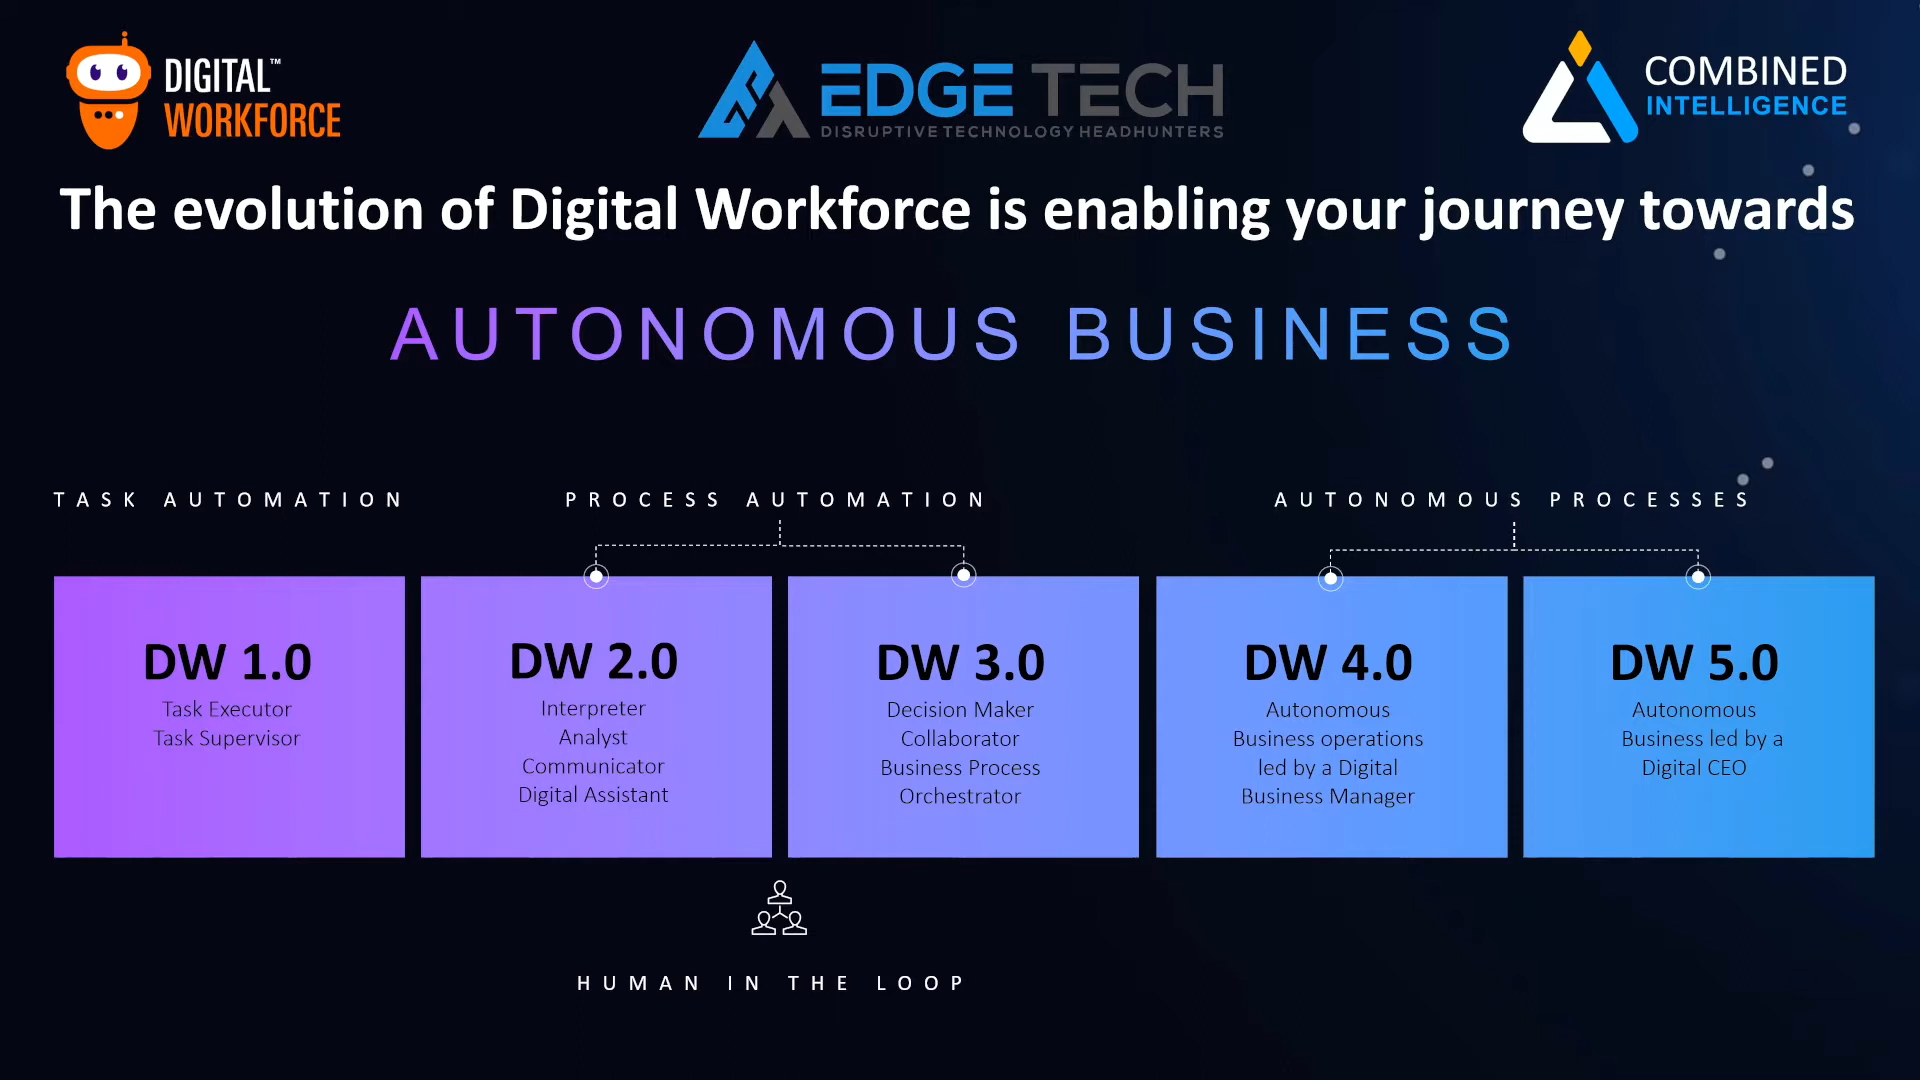 DIGITAL™
WORKFORCE
EDGE TECH
DISRUPTIVE TECHNOLOGY HEADHUNTERS
COMBINED
INTELLIGENCE
The evolution of Digital Workforce is enabling your journey towards
AUTONOMOUS BUSINESS
TASK AUTOMATION
PROCESS AUTOMATION
AUTONOMOUS PROCESSES
DW 1.0
Task Executor
Task Supervisor
DW 2.0
Interpreter
Analyst
Communicator
Digital Assistant
DW 3.0
Decision Maker
Collaborator
Business Process
Orchestrator
DW 4.0
Autonomous
Business operations
led by a Digital
Business Manager
DW 5.0
Autonomous
Business led by a
Digital CEO
HUMAN IN THE LOOP